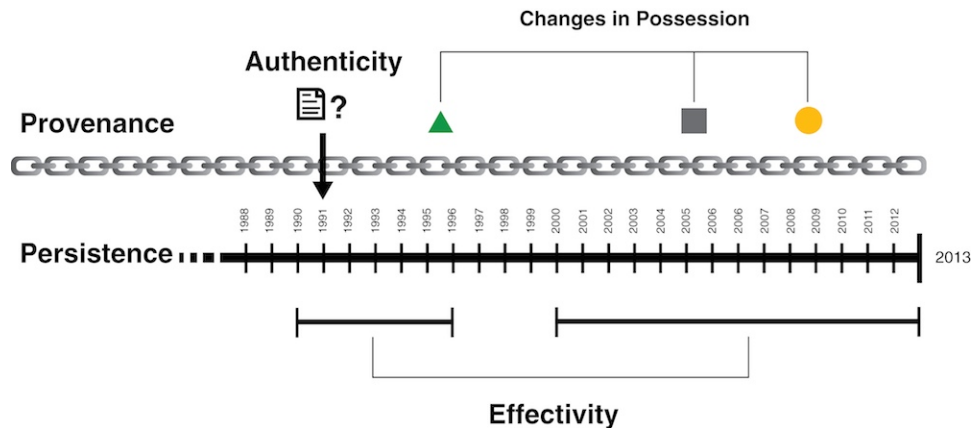 Changes in Possession
Authenticity
?
Provenance
1988 1989 1990 1991 1992 1993 1994 1995 1996 1997 1998 1999 2000 2001 2002 2003 2004 2005 2006 2006 2007 2008 2009 2010 2011 2012
Persistence
2013
Effectivity